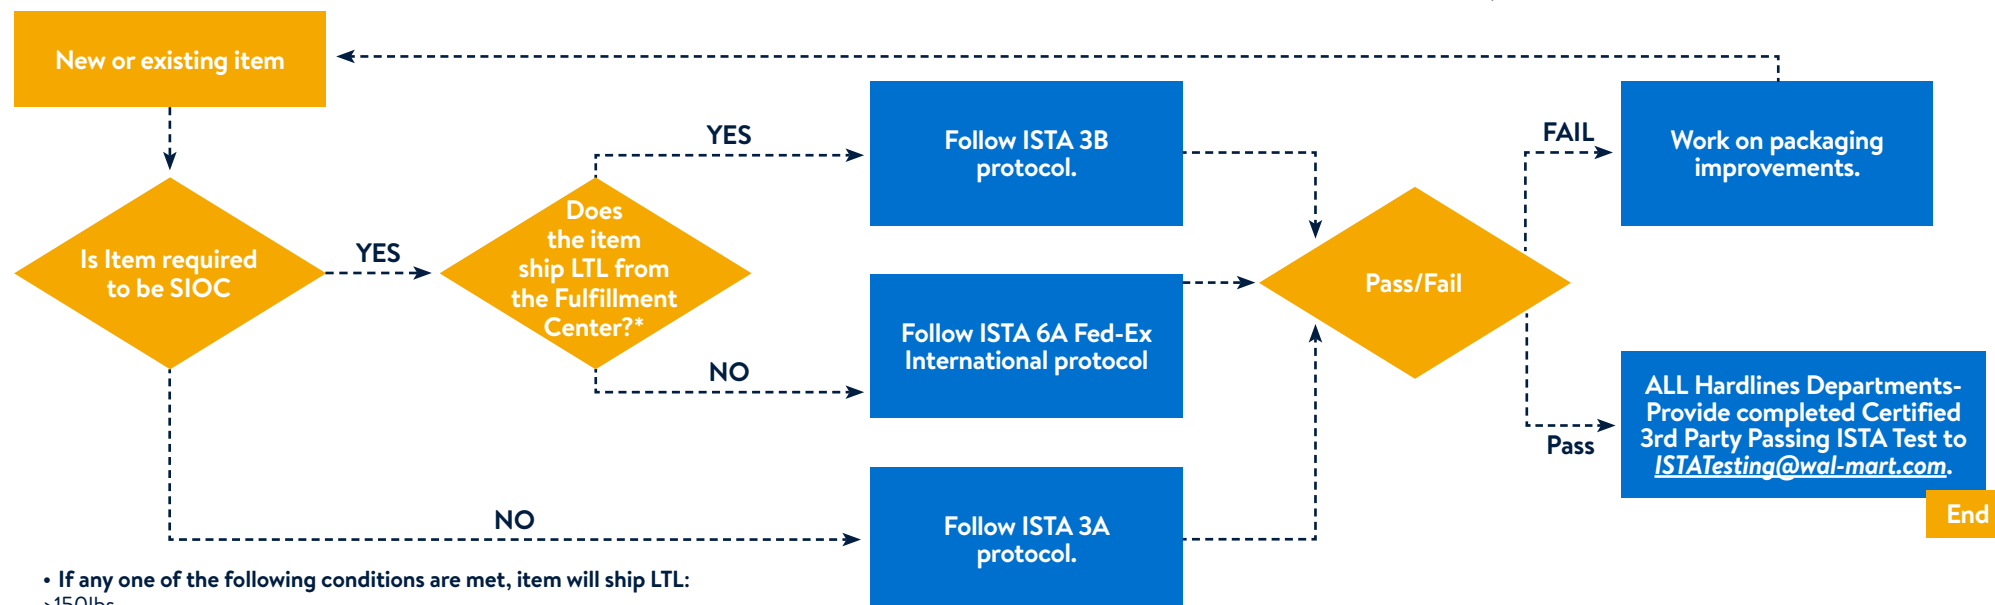 New or existing item
YES
Follow ISTA 3B
protocol.
FAIL
Work on packaging
improvements.
Is Item required
to be SIOC
YES
Does
the item
ship LTL from
the Fulfillment
Center?*
Pass/Fail
Follow ISTA 6A Fed-Ex
International protocol
NO
ALL Hardlines Departments-
Provide completed Certified
3rd Party Passing ISTA Test to
ISTATesting@wal-mart.com.
Pass
End
NO
Follow ISTA 3A
protocol.
• If any one of the following conditions are met, item will ship LTL:
>150lbs